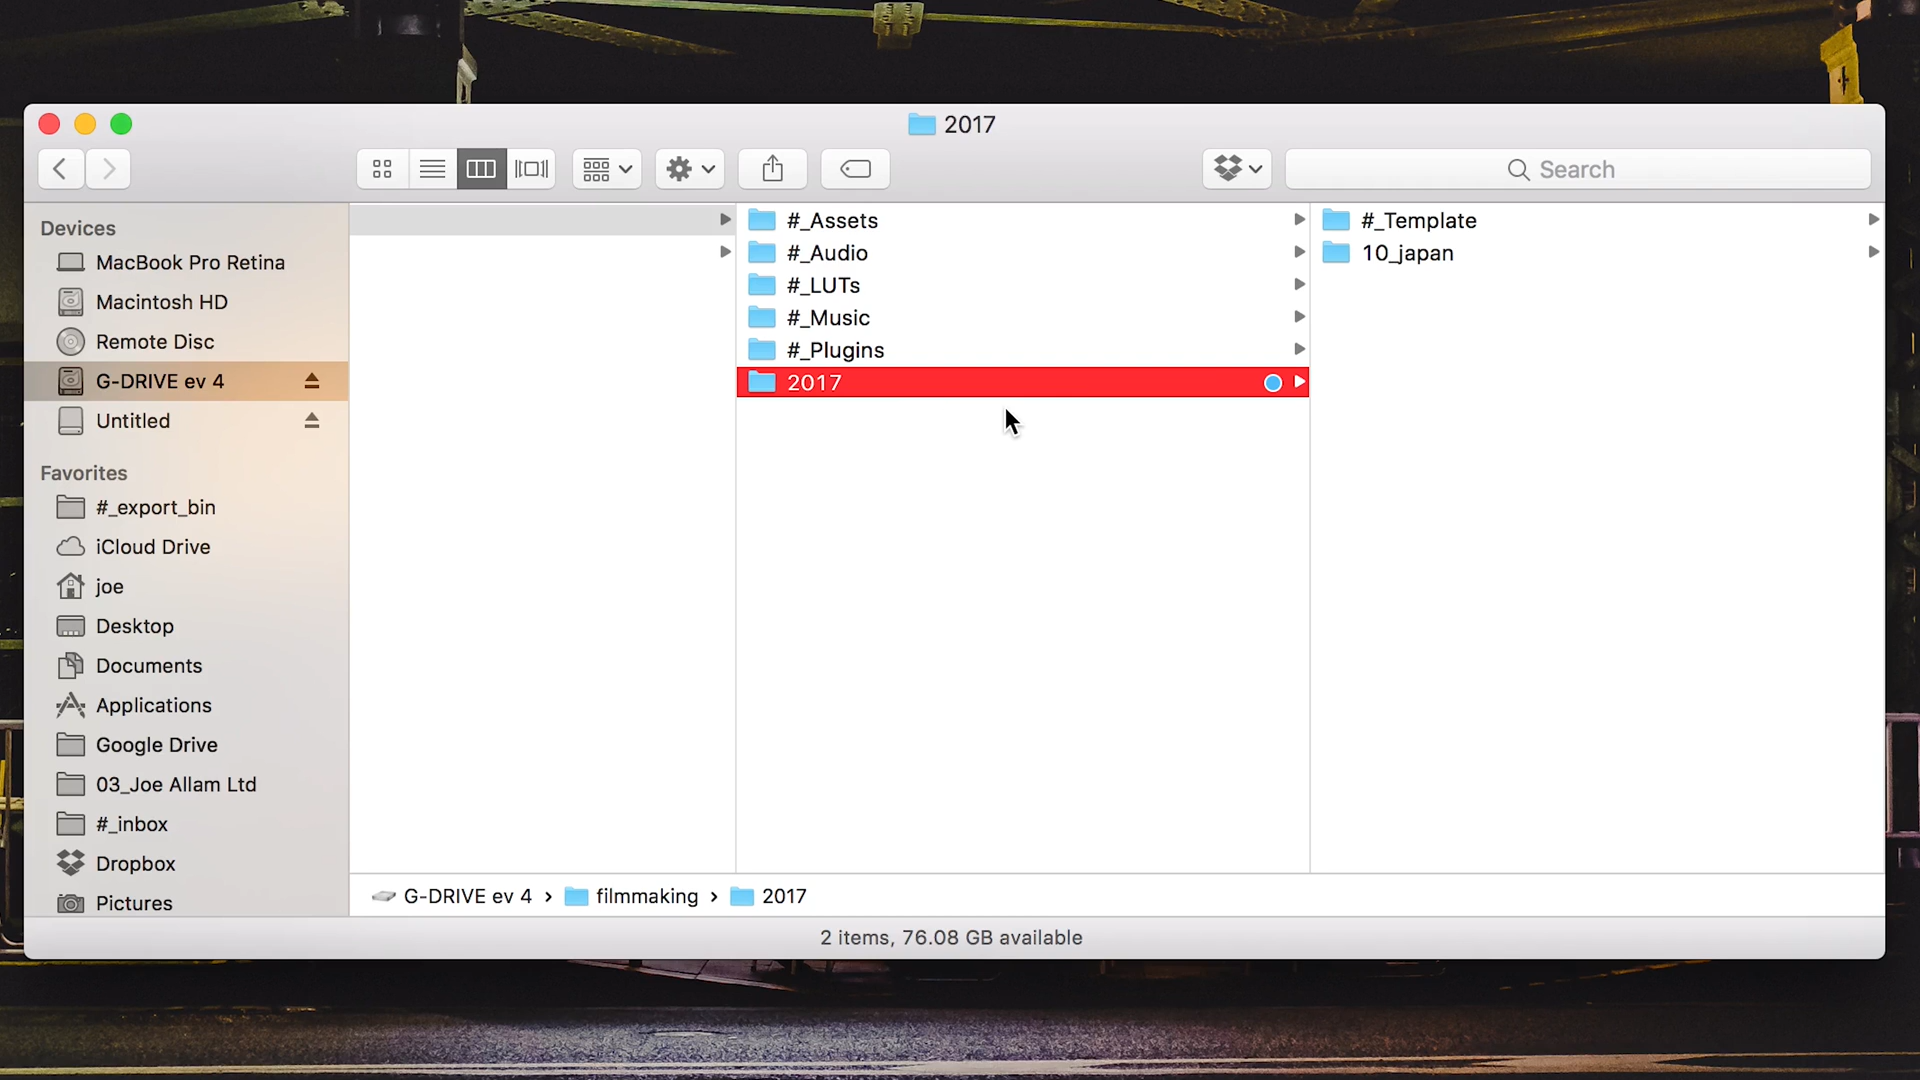 2017
Search
Devices
MacBook Pro Retina
Macintosh HD
Remote Disc
G-DRIVE ev 4
Untitled
Favorites
#_export_bin
iCloud Drive
joe
Desktop
Documents
Applications
Google Drive
03_Joe Allam Ltd
#_inbox
Dropbox
Pictures
#_Assets
#_Audio
#_LUTs
#_Music
#_Plugins
2017
#_Template
10_japan
G-DRIVE ev 4 › filmmaking › 2017
2 items, 76.08 GB available